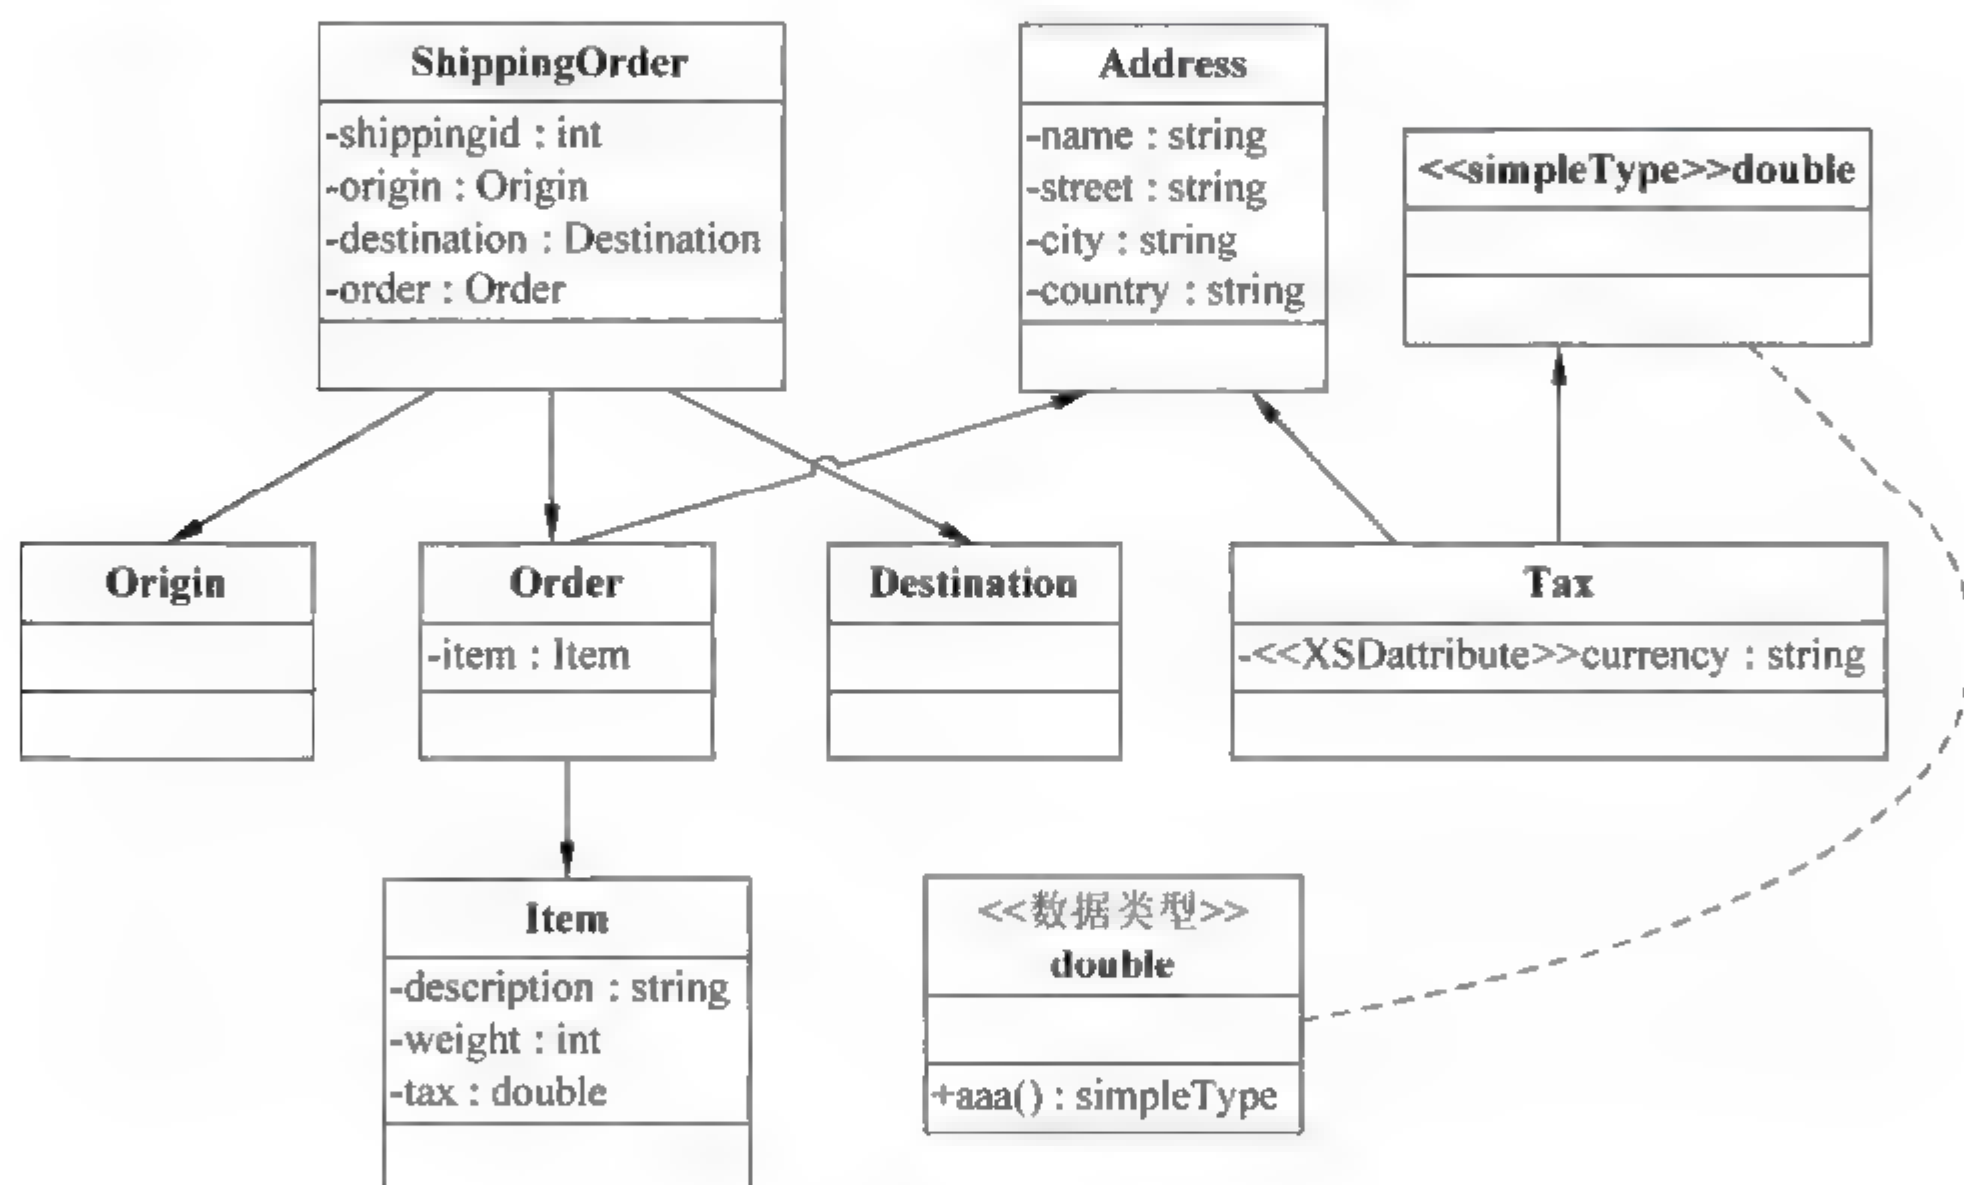 ShippingOrder
-shippingid : int
-origin : Origin
-destination : Destination
-order : Order
Address
-name : string
-street : string
-city : string
-country : string
<<simpleType>>double
Origin
Order
-item : Item
Destination
Tax
-<<XSDattribute>>currency : string
Item
-description : string
-weight : int
-tax : double
<<数据类型>>
double
+aaa() : simpleType